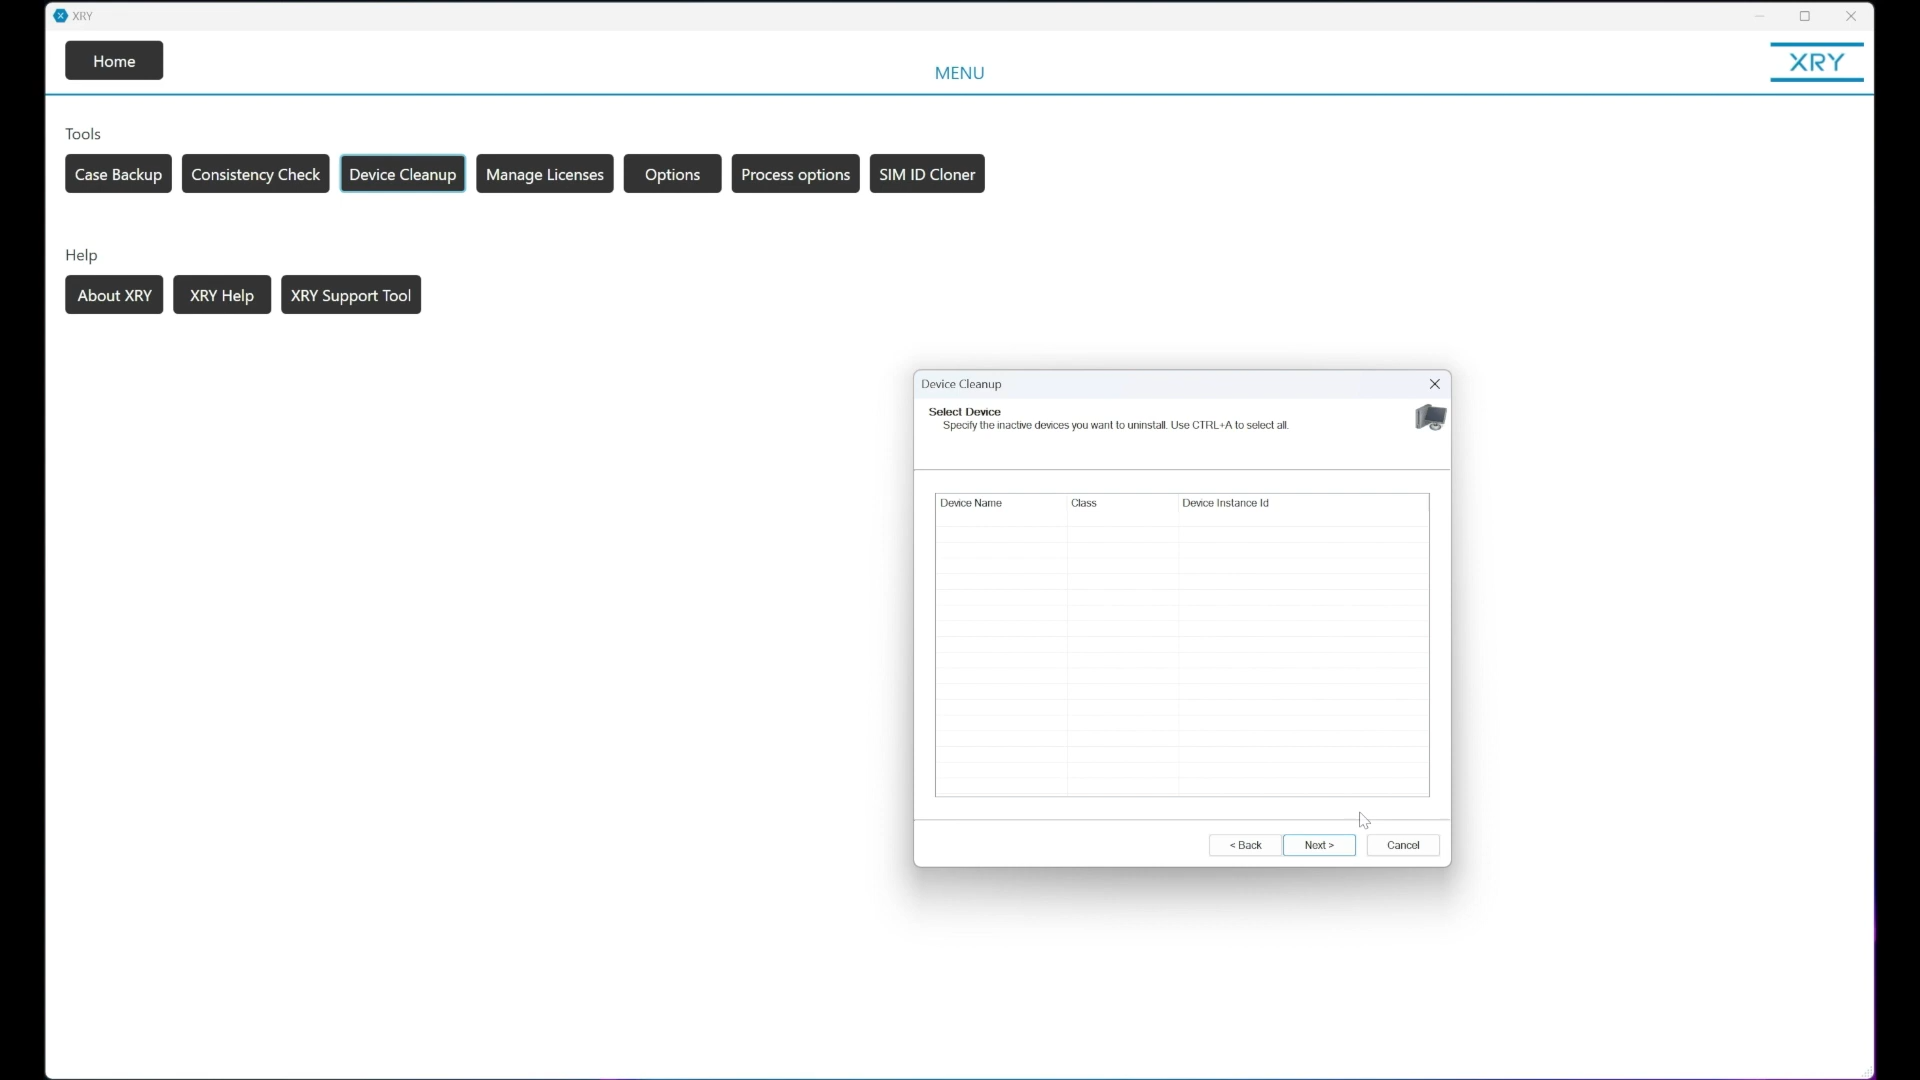 XRY
Home
MENU
XRY
Tools
Case Backup
Consistency Check
Device Cleanup
Manage Licenses
Options
Process options
SIM ID Cloner
Help
About XRY
XRY Help
XRY Support Tool
Device Cleanup
Select Device
Specify the inactive devices you want to uninstall. Use CTRL+A to select all.
Device Name
Class
Device Instance Id
< Back
Next >
Cancel